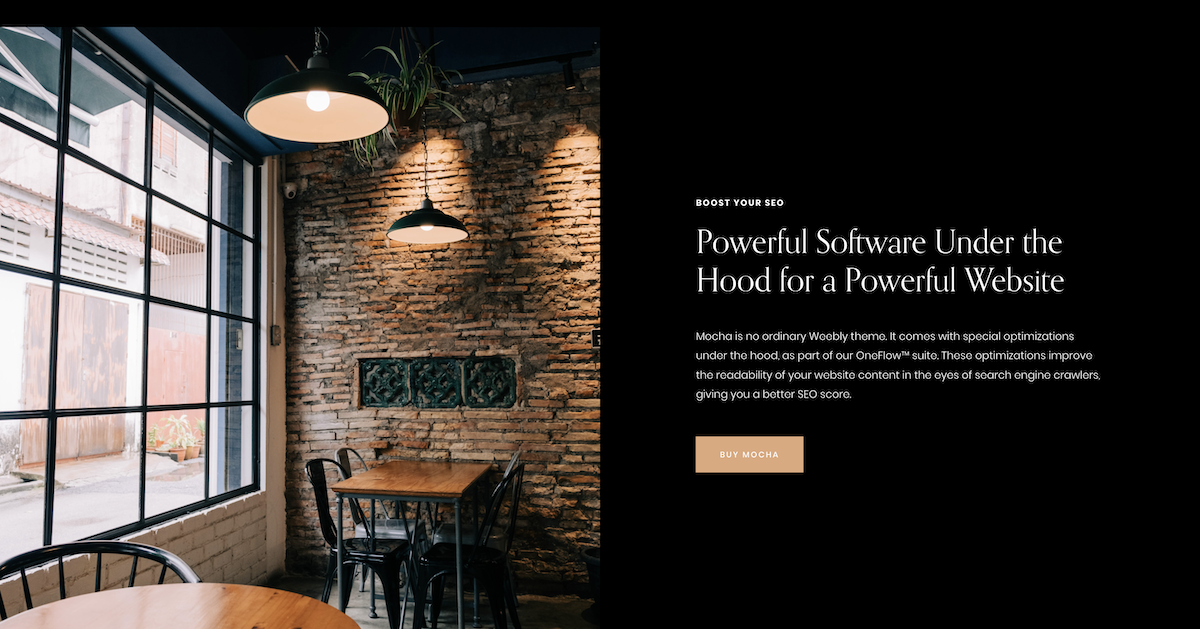 BOOST YOUR SEO
Powerful Software Under the
Hood for a Powerful Website
Mocha is no ordinary Weebly theme. It comes with special optimizations
under the hood, as part of our OneFlow™ suite. These optimizations improve
the readability of your website content in the eyes of search engine crawlers,
giving you a better SEO score.
BUY MOCHA